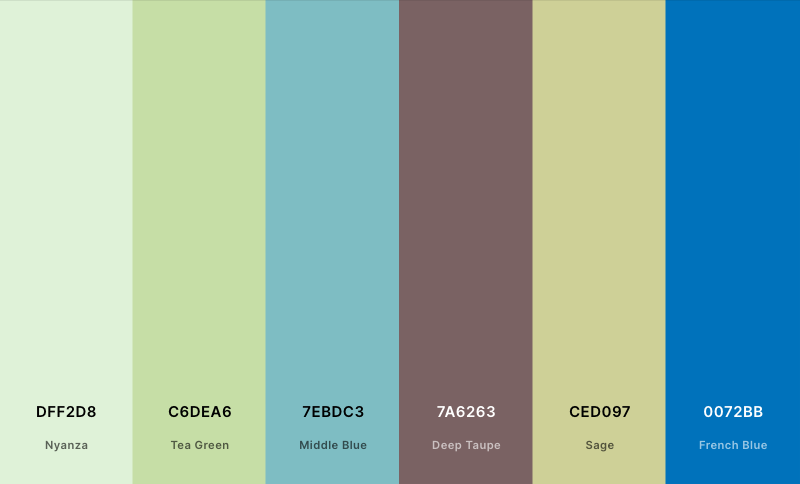 DFF2D8
Nyanza
C6DEA6
Tea Green
7EBDC3
Middle Blue
7A6263
Deep Taupe
CED097
Sage
0072BB
French Blue